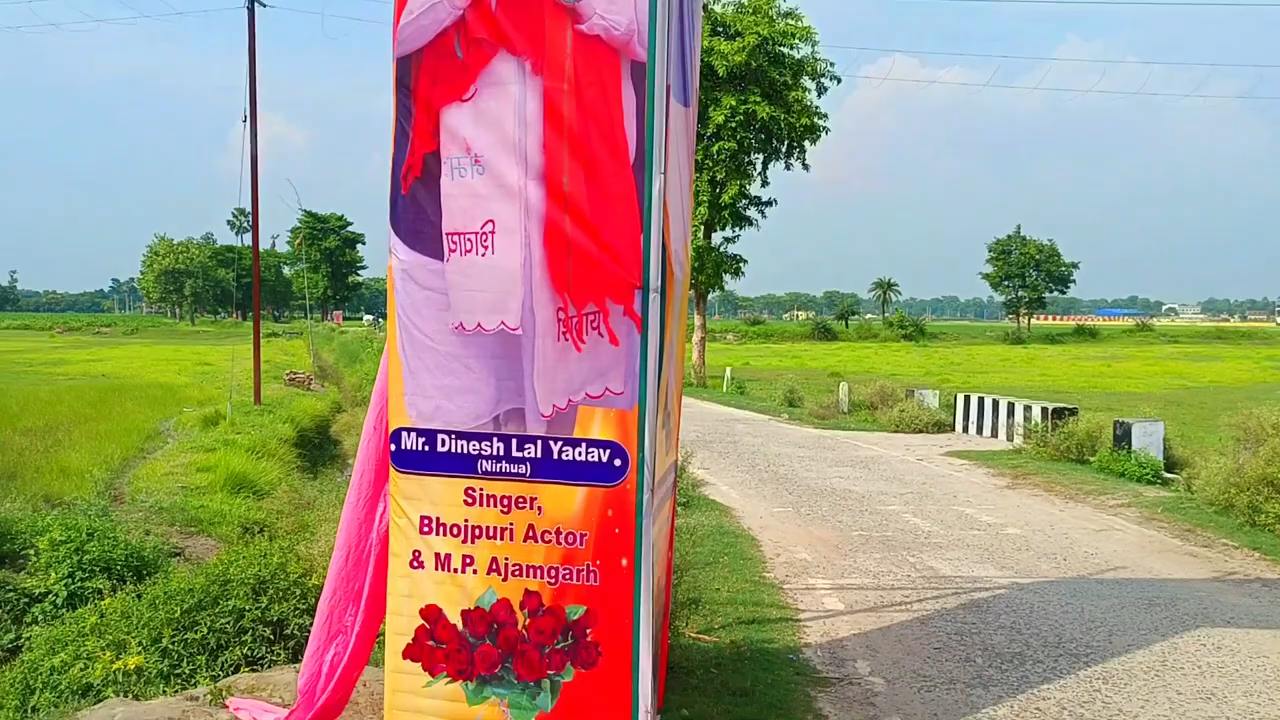 शिवाय
शिवाय
Mr. Dinesh Lal Yadav
(Nirhua)
Singer,
Bhojpuri Actor
& M.P. Ajamgarh